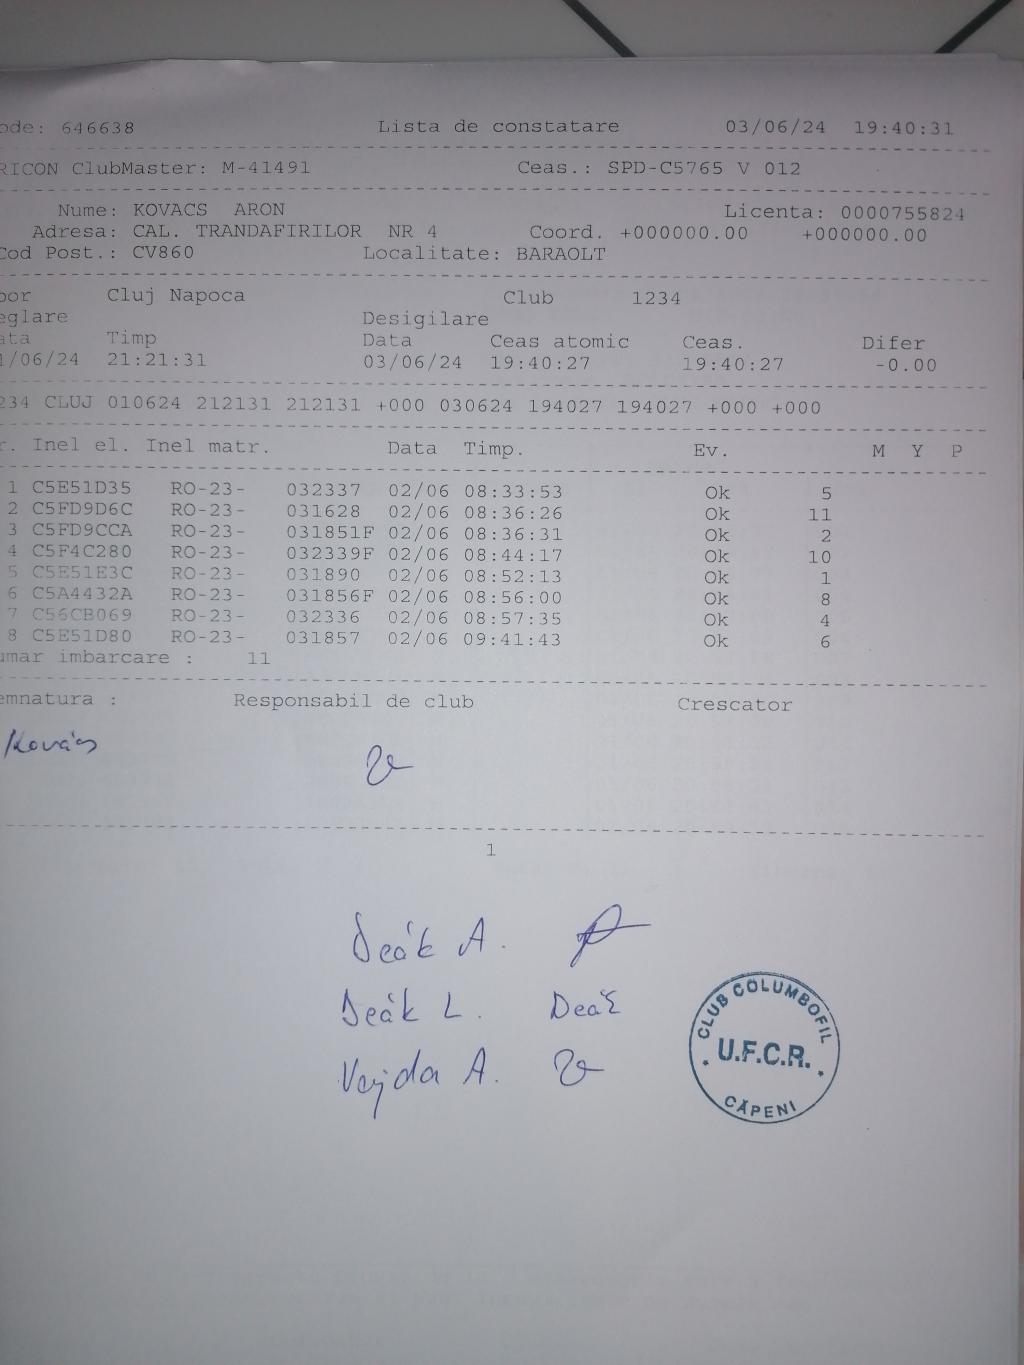 ode: 646638 Lista de constatare 03/06/24 19:40:31
RICON ClubMaster: M-41491 Ceas.: SPD-C5765 V 012
Nume: KOVACS ARON Licenta: 0000755824
Adresa: CAL. TRANDAFIRILOR NR 4 Coord. +000000.00 +000000.00
Cod Post.: CV860 Localitate: BARAOLT
bor Cluj Napoca Club 1234
eglare Desigilare
ata Timp Data Ceas atomic Ceas. Difer
1/06/24 21:21:31 03/06/24 19:40:27 19:40:27 -0.00
234 CLUJ 010624 212131 212131 +000 030624 194027 194027 +000 +000
r. Inel el. Inel matr. Data Timp. Ev. M Y P
1 C5E51D35 RO-23- 032337 02/06 08:33:53 Ok 5
2 C5FD9D6C RO-23- 031628 02/06 08:36:26 Ok 11
3 C5FD9CCA RO-23- 031851F 02/06 08:36:31 Ok 2
4 C5F4C280 RO-23- 032339F 02/06 08:44:17 Ok 10
5 C5E51E3C RO-23- 031890 02/06 08:52:13 Ok 1
6 C5A4432A RO-23- 031856F 02/06 08:56:00 Ok 8
7 C56CB069 RO-23- 032336 02/06 08:57:35 Ok 4
8 C5E51D80 RO-23- 031857 02/06 09:41:43 Ok 6
umar imbarcare : 11
emnatura : Responsabil de club Crescator
Kovács
1
Deák A.
Deák L. Deák
Vajda A.
CLUB COLUMBOFIL
U.F.C.R.
CĂPENI